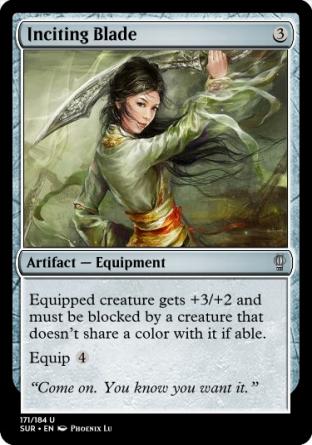 Inciting Blade 3
Artifact — Equipment
Equipped creature gets +3/+2 and
must be blocked by a creature that
doesn't share a color with it if able.
Equip 4
“Come on. You know you want it.”
171/184 U
SUR • EN Phoenix Lu